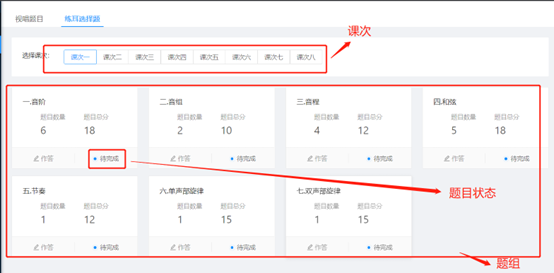 视唱题目 练耳选择题
课次
选择课次: 课次一 课次二 课次三 课次四 课次五 课次六 课次七 课次八
一.音阶 二.音组 三.音程 四.和弦
题目数量 题目总分 题目数量 题目总分 题目数量 题目总分 题目数量 题目总分
6 18 2 10 4 12 5 18
作答 待完成 作答 待完成 作答 待完成 作答 待完成
五.节奏 六.单声部旋律 七.双声部旋律
题目状态
题目数量 题目总分 题目数量 题目总分 题目数量 题目总分
1 12 1 15 1 15
作答 待完成 作答 待完成 作答 待完成
题组